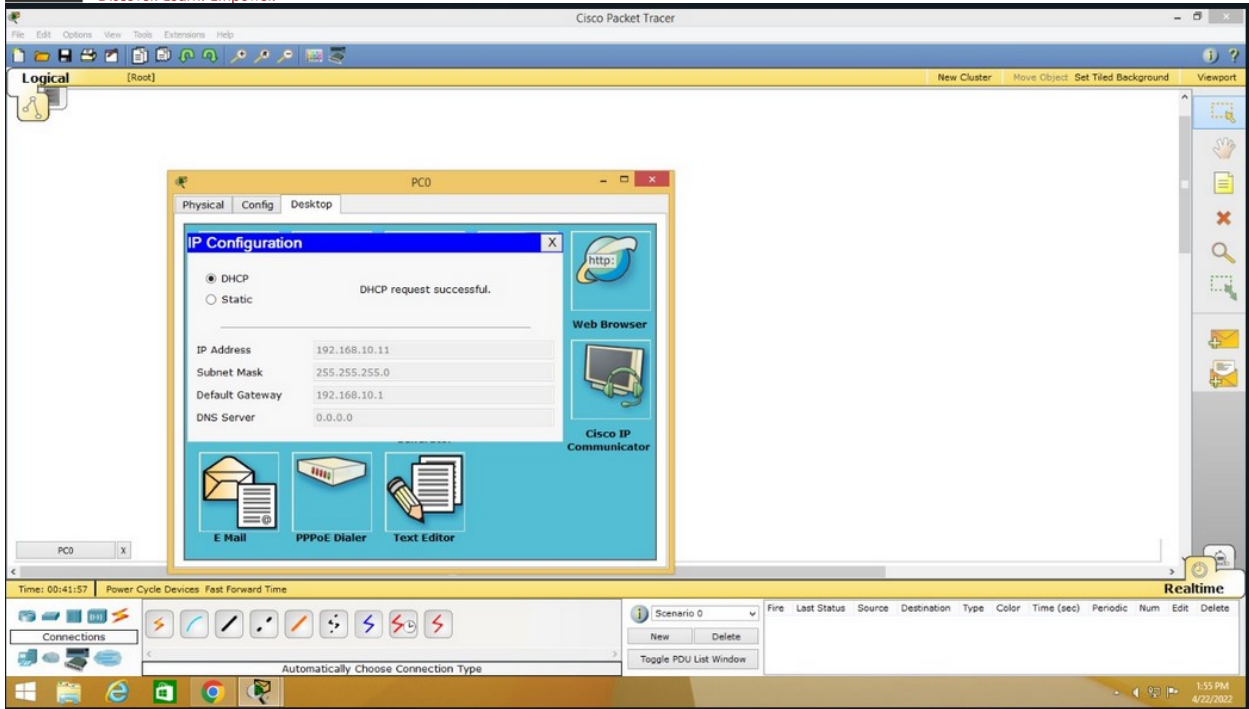 Discover. Learn. Empower.
Cisco Packet Tracer
File Edit Options View Tools Extensions Help
Logical [Root] New Cluster Move Object Set Tiled Background Viewport
PC0
Physical Config Desktop
IP Configuration X
http:
DHCP
DHCP request successful.
Static
Web Browser
IP Address 192.168.10.11
Subnet Mask 255.255.255.0
Default Gateway 192.168.10.1
DNS Server 0.0.0.0
Cisco IP
Communicator
E Mail PPPoE Dialer Text Editor
PC0 X
Time: 00:41:57 Power Cycle Devices Fast Forward Time Realtime
Scenario 0 Fire Last Status Source Destination Type Color Time (sec) Periodic Num Edit Delete
Connections
New Delete
Toggle PDU List Window
Automatically Choose Connection Type
1:55 PM
4/22/2022